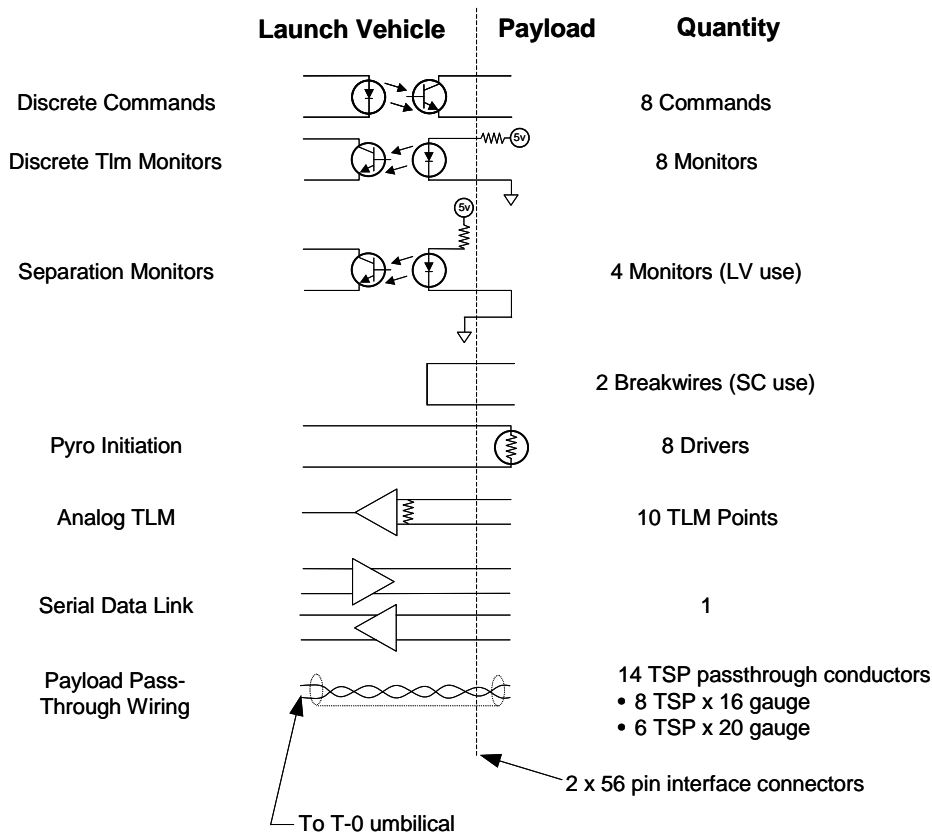 Launch Vehicle Payload Quantity
Discrete Commands 8 Commands
5v
Discrete Tlm Monitors 8 Monitors
5v
Separation Monitors 4 Monitors (LV use)
2 Breakwires (SC use)
Pyro Initiation 8 Drivers
Analog TLM 10 TLM Points
Serial Data Link 1
Payload Pass-
Through Wiring
14 TSP passthrough conductors
• 8 TSP x 16 gauge
• 6 TSP x 20 gauge
2 x 56 pin interface connectors
To T-0 umbilical